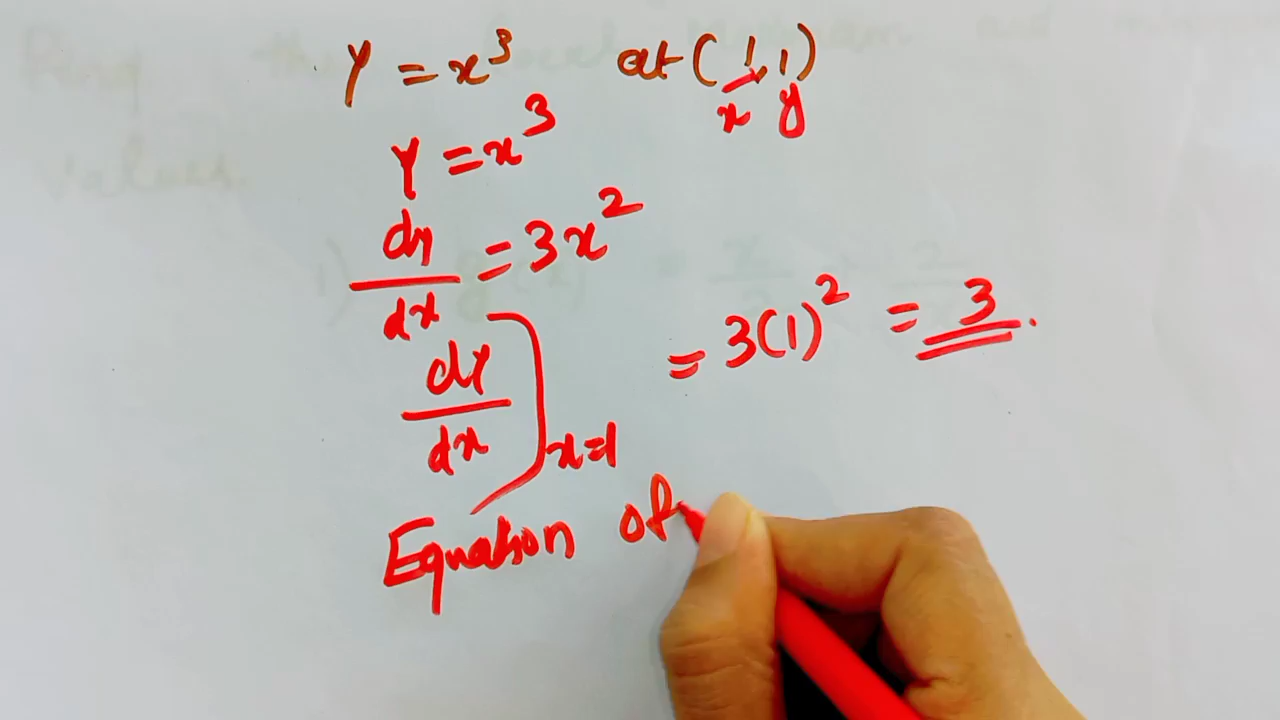 Y = x³ at (1,1)
x y
Y = x³
dy/dx = 3x²
dy/dx)x=1 = 3(1)² = 3.
Equation of